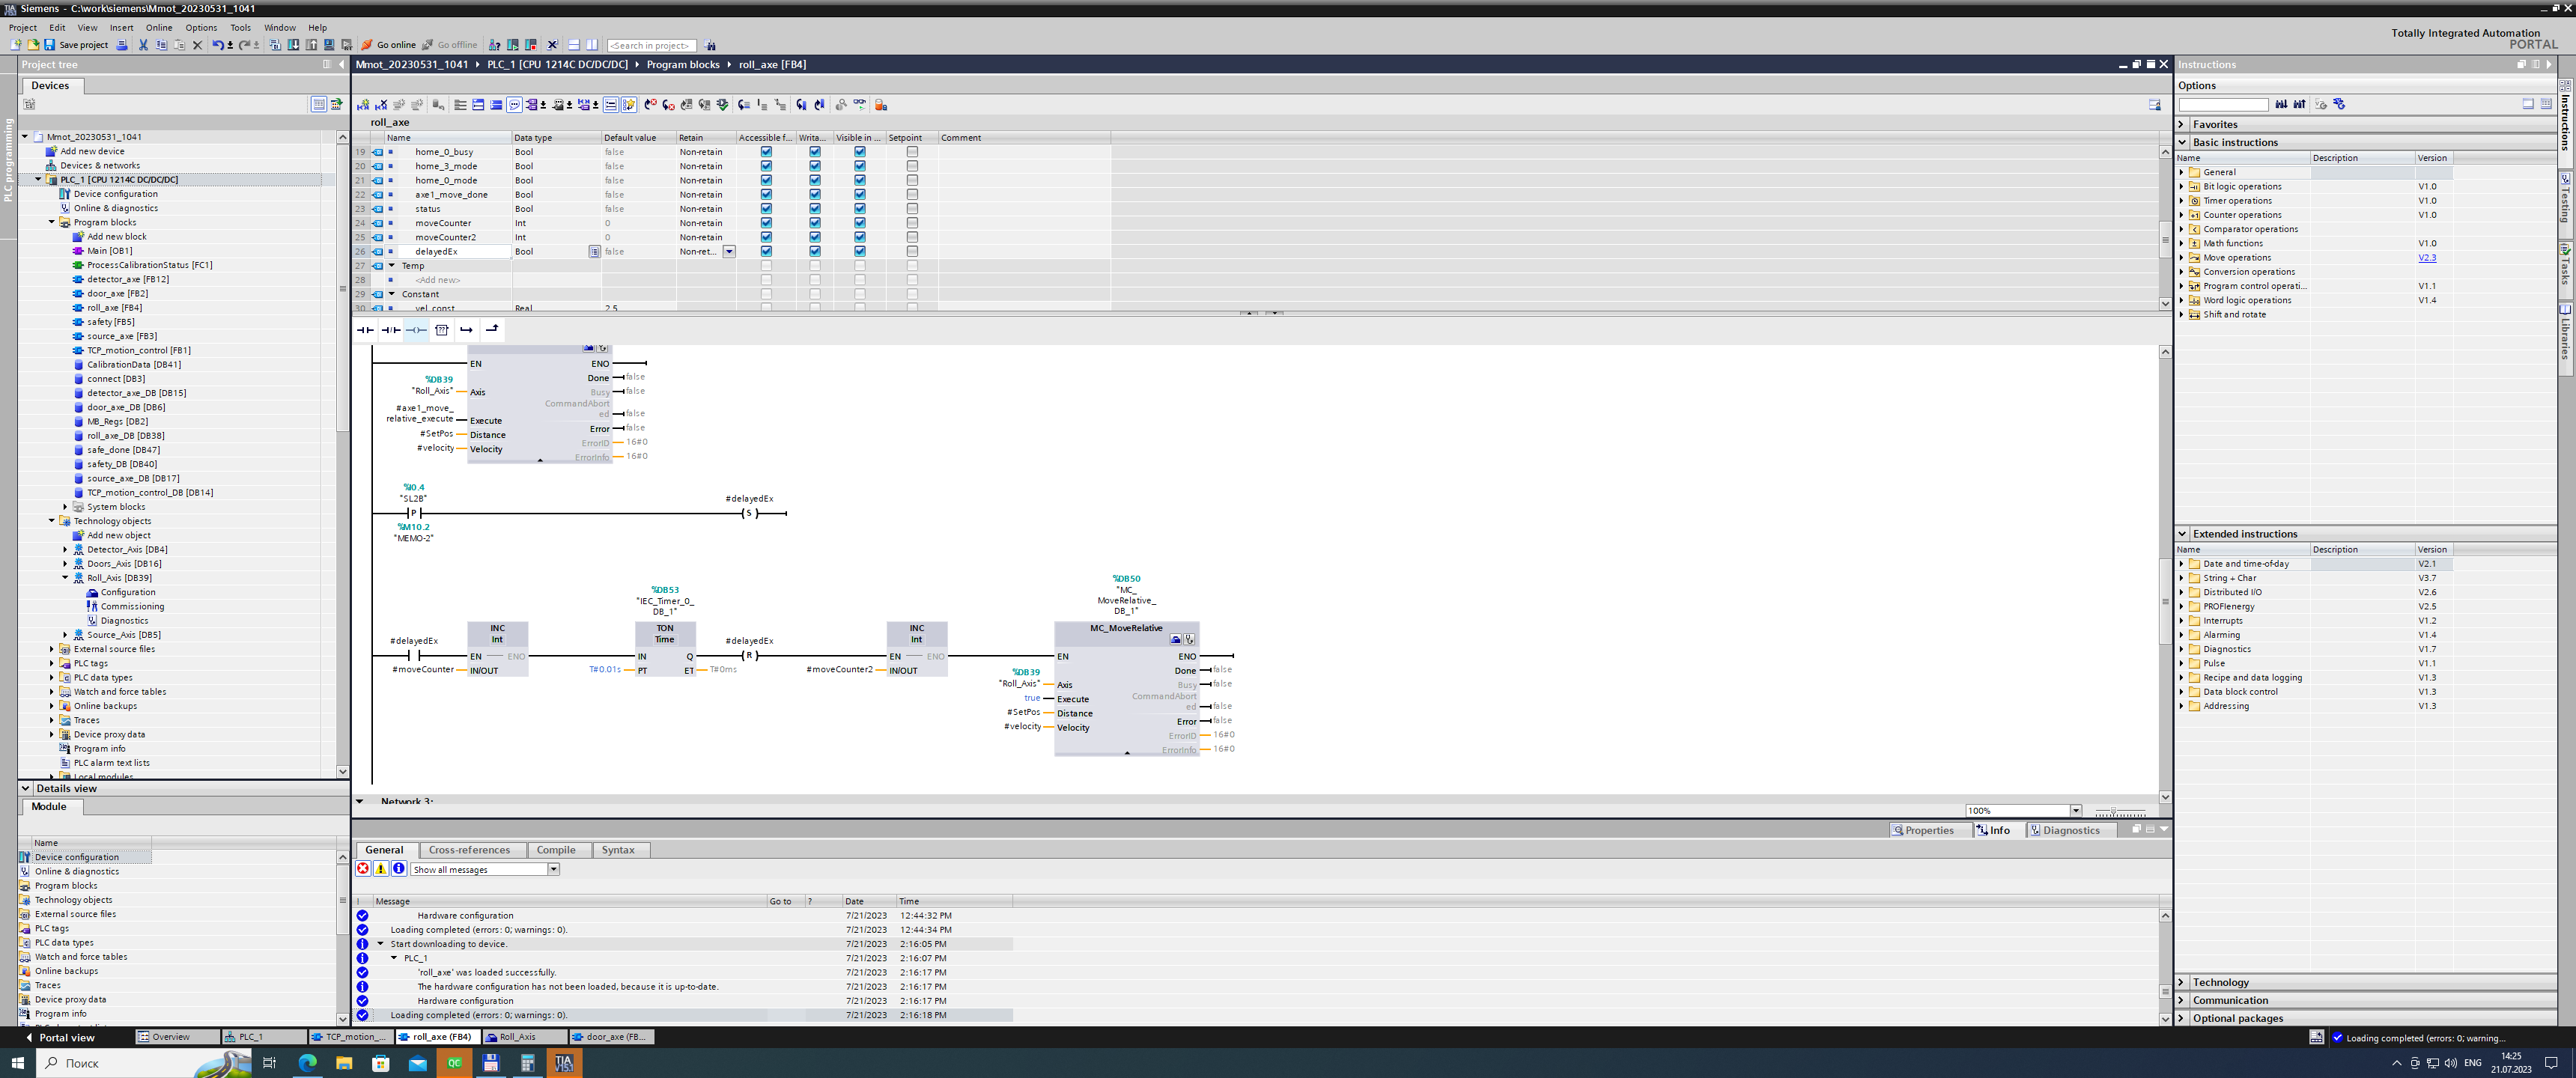 Siemens - C:\work\siemens\Mmot_20230531_1041
Project Edit View Insert Online Options Tools Window Help
Totally Integrated Automation
PORTAL
Save project Go online Go offline <Search in project>
Project tree
Mmot_20230531_1041 PLC_1 [CPU 1214C DC/DC/DC] Program blocks roll_axe [FB4]
Instructions
Devices
Options
PLC programming
Mmot_20230531_1041
Add new device
Devices & networks
PLC_1 [CPU 1214C DC/DC/DC]
Device configuration
Online & diagnostics
Program blocks
Add new block
Main [OB1]
ProcessCalibrationStatus [FC1]
detector_axe [FB12]
door_axe [FB2]
roll_axe [FB4]
safety [FB5]
source_axe [FB3]
TCP_motion_control [FB1]
CalibrationData [DB41]
connect [DB3]
detector_axe_DB [DB15]
door_axe_DB [DB6]
MB_Regs [DB2]
roll_axe_DB [DB38]
safe_done [DB47]
safety_DB [DB40]
source_axe_DB [DB17]
TCP_motion_control_DB [DB14]
System blocks
Technology objects
Add new object
Detector_Axis [DB4]
Doors_Axis [DB16]
Roll_Axis [DB39]
Configuration
Commissioning
Diagnostics
Source_Axis [DB5]
External source files
PLC tags
PLC data types
Watch and force tables
Online backups
Traces
Device proxy data
Program info
PLC alarm text lists
Local modules
Details view
Module
Name
Device configuration
Online & diagnostics
Program blocks
Technology objects
External source files
PLC tags
PLC data types
Watch and force tables
Online backups
Traces
Device proxy data
Program info
roll_axe
Name Data type Default value Retain Accessible f... Writa... Visible in ... Setpoint Comment
19 home_0_busy Bool false Non-retain
20 home_3_mode Bool false Non-retain
21 home_0_mode Bool false Non-retain
22 axe1_move_done Bool false Non-retain
23 status Bool false Non-retain
24 moveCounter Int 0 Non-retain
25 moveCounter2 Int 0 Non-retain
26 delayedEx Bool false Non-ret...
27 Temp
28 <Add new>
29 Constant
30 vel_const Real 2.5
EN ENO
%DB39
"Roll_Axis" Axis
Done false
Busy false
#axe1_move_
relative_execute Execute
CommandAbort
ed false
#SetPos Distance
Error false
#velocity Velocity
ErrorID 16#0
ErrorInfo 16#0
%I0.4
"SL2B"
P
%M10.2
"MEMO-2"
#delayedEx
S
%DB53
"IEC_Timer_0_
DB_1"
%DB50
"MC_
MoveRelative_
DB_1"
#delayedEx
INC
Int
EN ENO
#moveCounter IN/OUT
TON
Time
IN Q
T#0.01s PT ET T#0ms
#delayedEx
R
INC
Int
EN ENO
#moveCounter2 IN/OUT
MC_MoveRelative
EN ENO
%DB39
"Roll_Axis" Axis
Done false
Busy false
true Execute
CommandAbort
ed false
#SetPos Distance
Error false
#velocity Velocity
ErrorID 16#0
ErrorInfo 16#0
Network 3:
100%
Properties Info Diagnostics
General Cross-references Compile Syntax
Show all messages
! Message Go to ? Date Time
Hardware configuration 7/21/2023 12:44:32 PM
Loading completed (errors: 0; warnings: 0). 7/21/2023 12:44:34 PM
Start downloading to device. 7/21/2023 2:16:05 PM
PLC_1 7/21/2023 2:16:07 PM
'roll_axe' was loaded successfully. 7/21/2023 2:16:17 PM
The hardware configuration has not been loaded, because it is up-to-date. 7/21/2023 2:16:17 PM
Hardware configuration 7/21/2023 2:16:17 PM
Loading completed (errors: 0; warnings: 0). 7/21/2023 2:16:18 PM
Favorites
Basic instructions
Name Description Version
General
Bit logic operations V1.0
Timer operations V1.0
Counter operations V1.0
Comparator operations
Math functions V1.0
Move operations V2.3
Conversion operations
Program control operati... V1.1
Word logic operations V1.4
Shift and rotate
Extended instructions
Name Description Version
Date and time-of-day V2.1
String + Char V3.7
Distributed I/O V2.6
PROFIenergy V2.5
Interrupts V1.2
Alarming V1.4
Diagnostics V1.7
Pulse V1.1
Recipe and data logging V1.3
Data block control V1.3
Addressing V1.3
Technology
Communication
Optional packages
Instructions
Testing
Tasks
Libraries
Portal view Overview PLC_1 TCP_motion_... roll_axe (FB4) Roll_Axis door_axe (FB... Loading completed (errors: 0; warning...
Поиск
ENG
14:25
21.07.2023